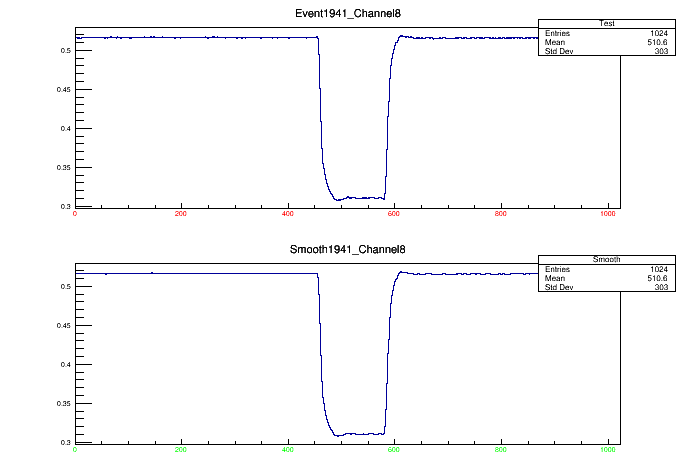 Event1941_Channel8
Test
Entries 1024
Mean 510.6
Std Dev 303
0.5
0.45
0.4
0.35
0.3
0 200 400 600 800 1000
Smooth1941_Channel8
Smooth
Entries 1024
Mean 510.6
Std Dev 303
0.5
0.45
0.4
0.35
0.3
0 200 400 600 800 1000